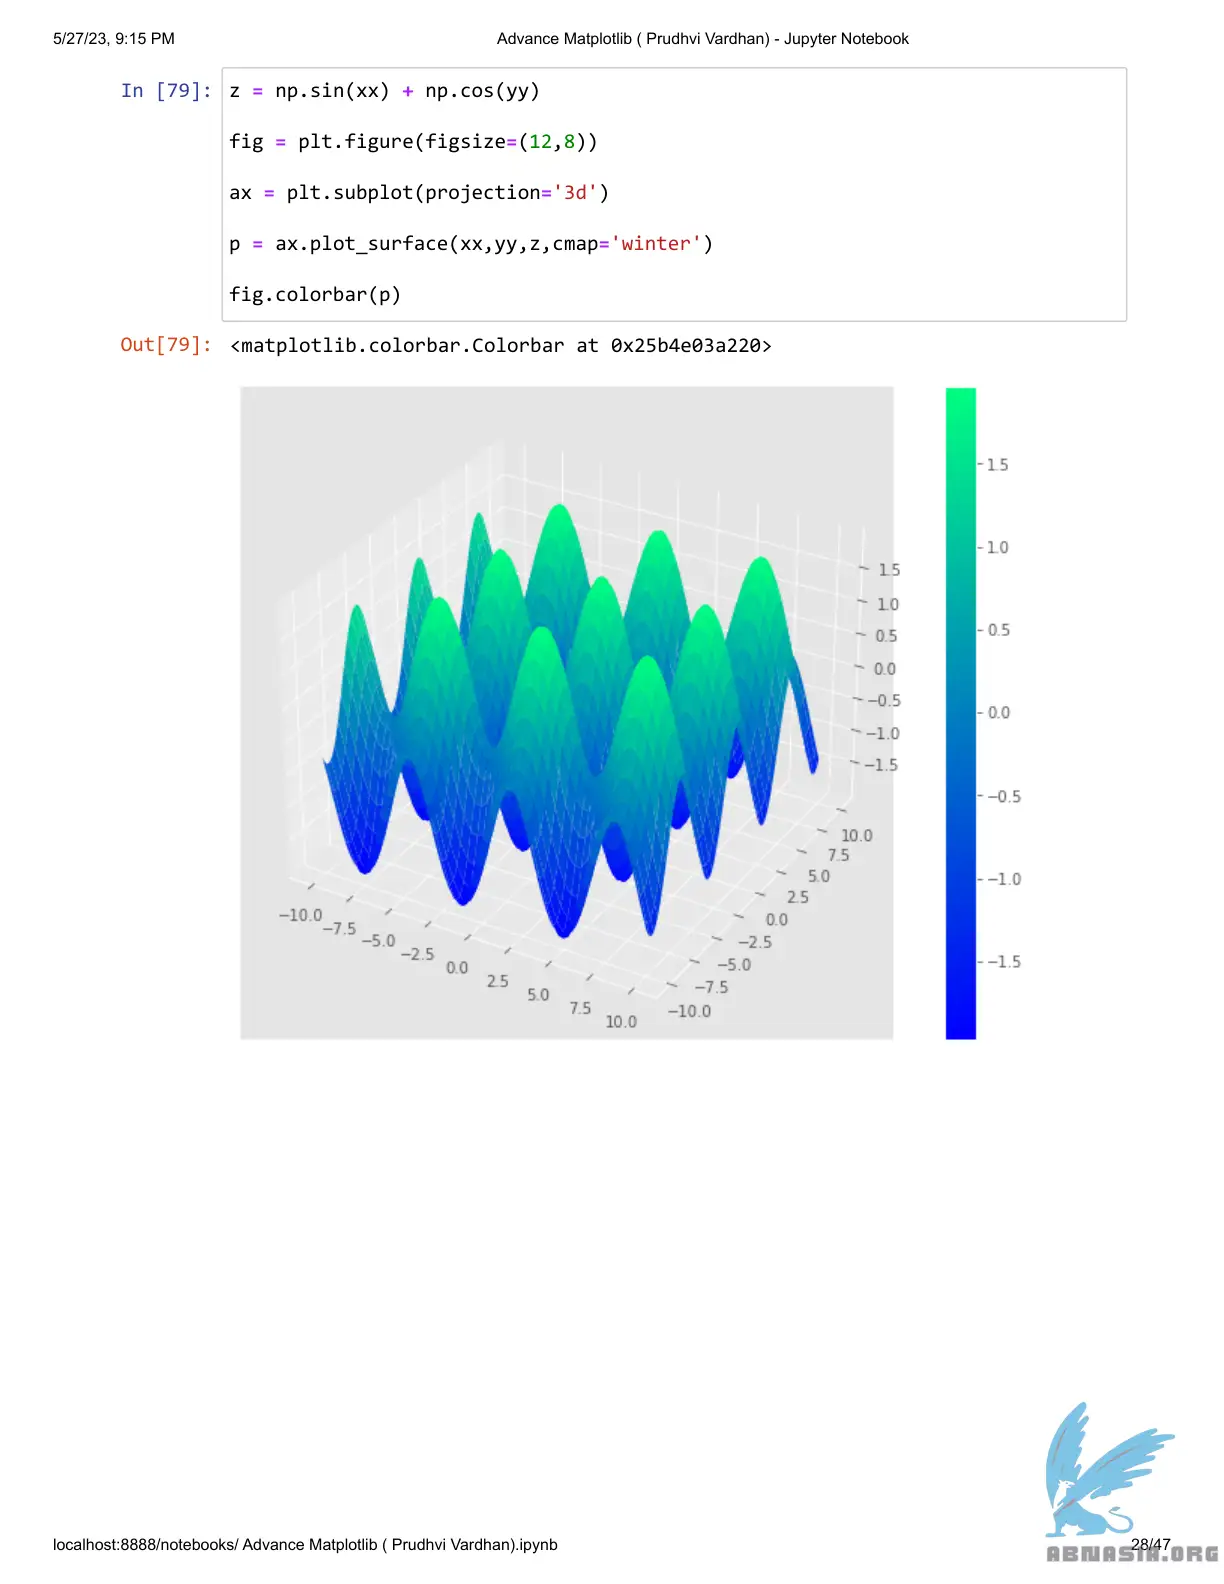 5/27/23, 9:15 PM
Advance Matplotlib ( Prudhvi Vardhan) - Jupyter Notebook
In [79]:
z = np.sin(xx) + np.cos(yy)
fig = plt.figure(figsize=(12,8))
ax = plt.subplot(projection='3d')
p = ax.plot_surface(xx,yy,z,cmap='winter')
fig.colorbar(p)
Out[79]:
<matplotlib.colorbar.Colorbar at 0x25b4e03a220>
1.5
1.0
0.5
0.0
−0.5
−1.0
−1.5
10.0
7.5
5.0
2.5
0.0
−2.5
−5.0
−7.5
−10.0
−10.0
−7.5
−5.0
−2.5
0.0
2.5
5.0
7.5
10.0
1.5
1.0
0.5
0.0
−0.5
−1.0
−1.5
localhost:8888/notebooks/ Advance Matplotlib ( Prudhvi Vardhan).ipynb
28/47
ABNASIA.ORG